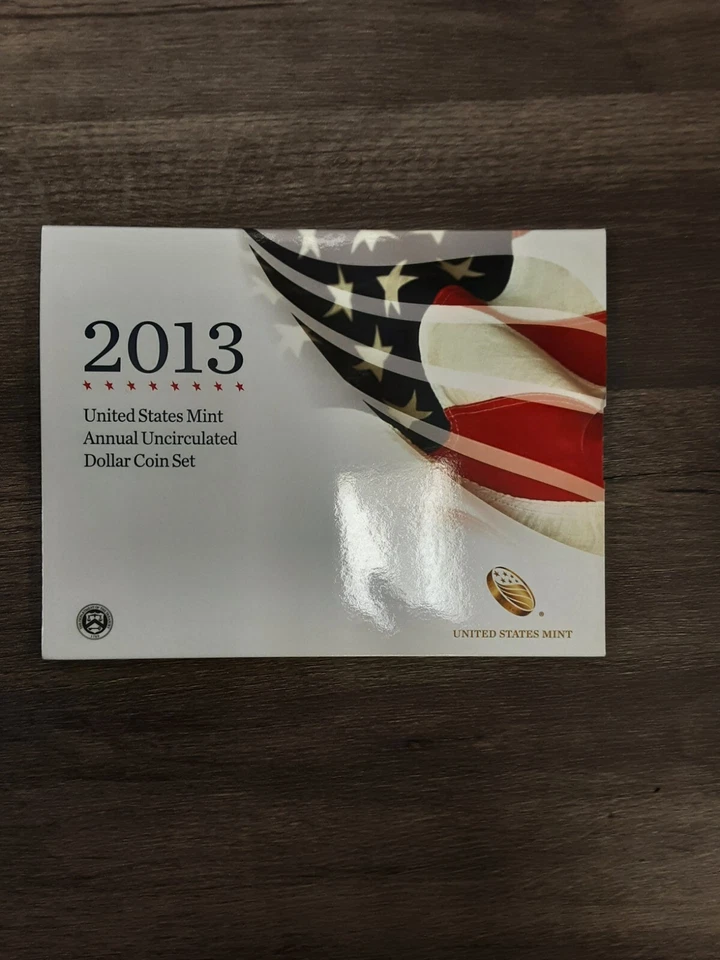 2013
United States Mint
Annual Uncirculated
Dollar Coin Set
UNITED STATES MINT